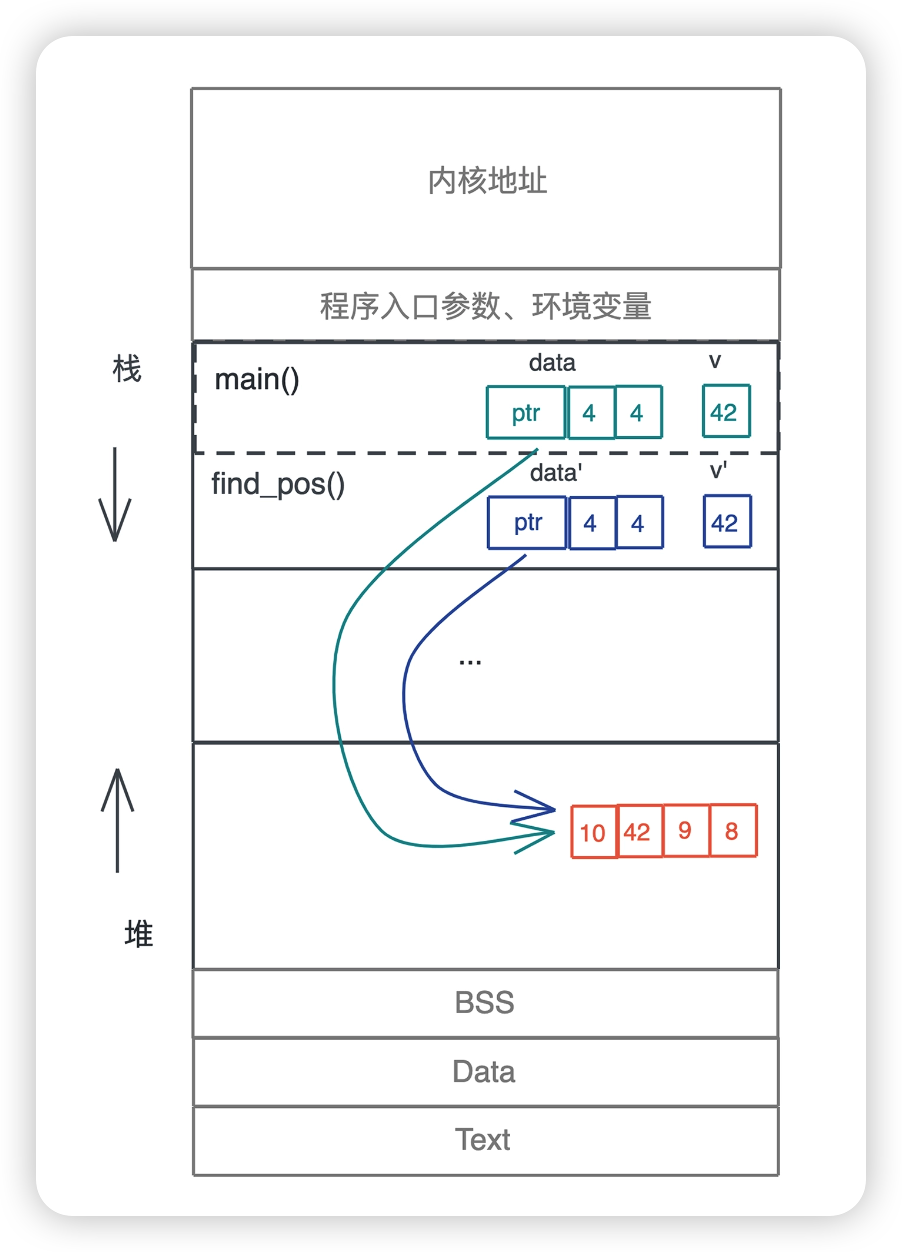 内核地址
程序入口参数、环境变量
栈
main()
data
v
ptr 4 4
42
find_pos()
data'
v'
ptr 4 4
42
...
10 42 9 8
堆
BSS
Data
Text